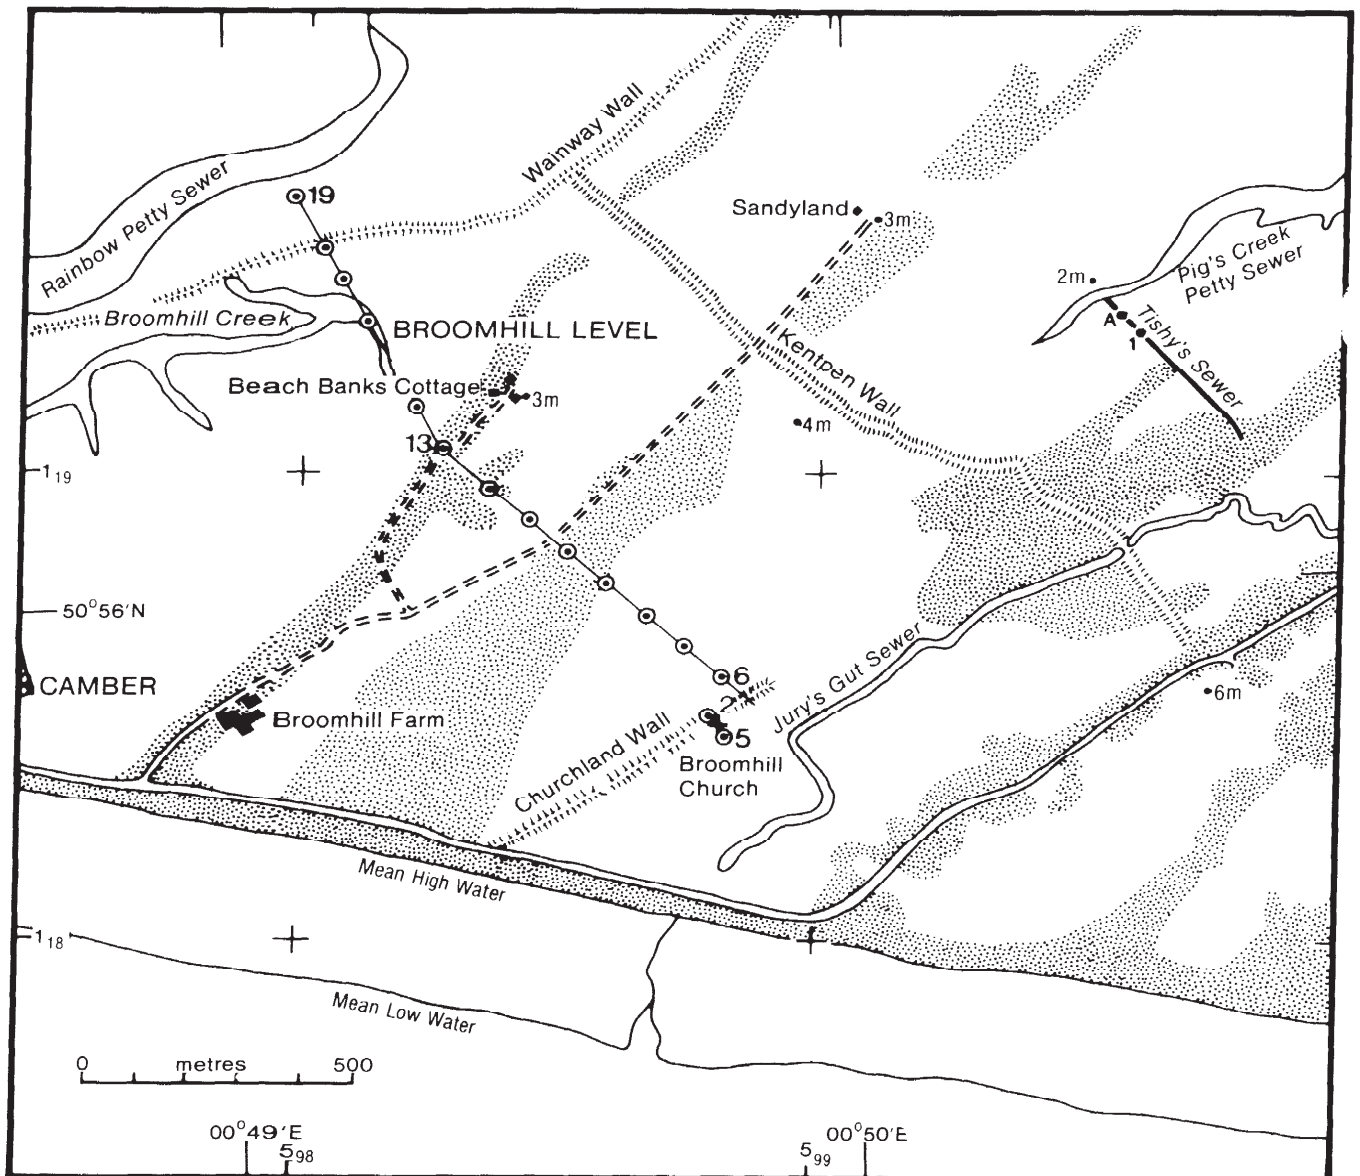 Wainway Wall
Rainbow Petty Sewer
19
Sandyland
3m
Pig's Creek
Petty Sewer
2m
A
1
Tishy's Sewer
Broomhill Creek
BROOMHILL LEVEL
Kentpen Wall
Beach Banks Cottage
3m
4m
13
119
50°56'N
CAMBER
6
Jury's Gut Sewer
6m
Broomhill Farm
Churchland Wall
2
5
Broomhill
Church
Mean High Water
118
Mean Low Water
0 metres 500
00°49'E
598
00°50'E
599